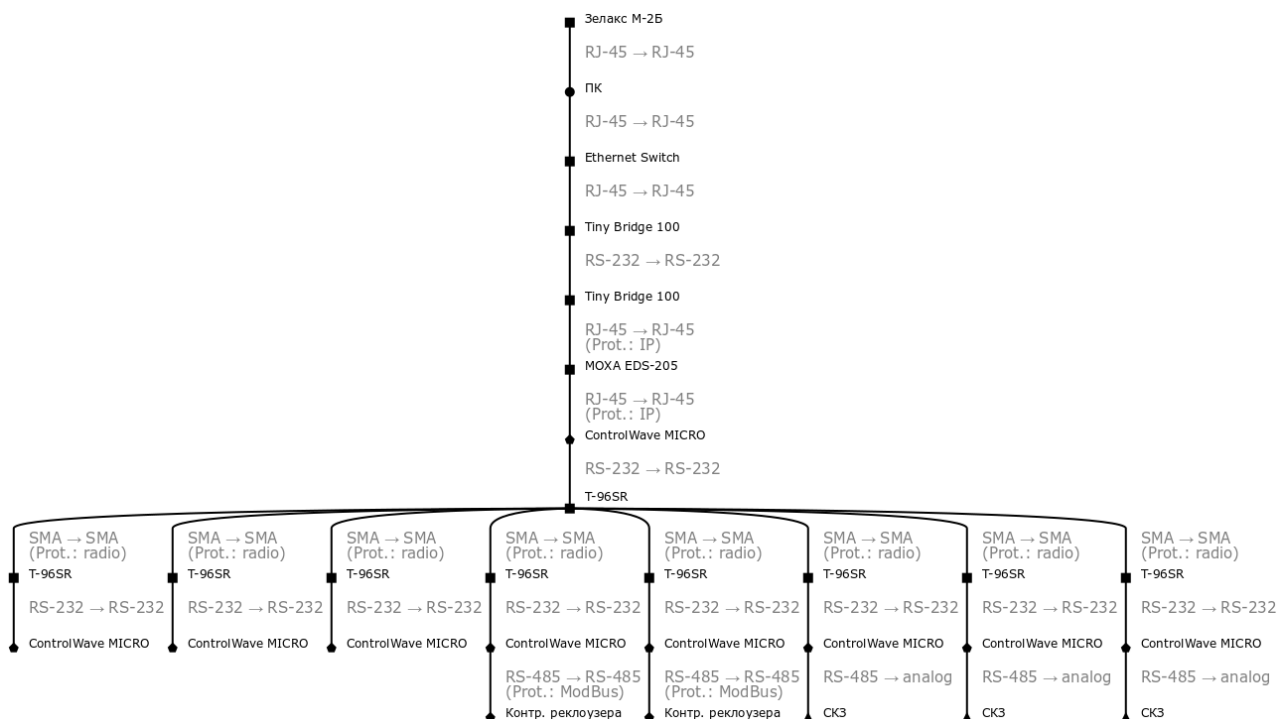 Зелакс М-2Б
RJ-45 → RJ-45
ПК
RJ-45 → RJ-45
Ethernet Switch
RJ-45 → RJ-45
Tiny Bridge 100
RS-232 → RS-232
Tiny Bridge 100
RJ-45 → RJ-45
(Prot.: IP)
MOXA EDS-205
RJ-45 → RJ-45
(Prot.: IP)
ControlWave MICRO
RS-232 → RS-232
T-96SR
SMA → SMA SMA → SMA SMA → SMA SMA → SMA SMA → SMA SMA → SMA SMA → SMA SMA → SMA
(Prot.: radio) (Prot.: radio) (Prot.: radio) (Prot.: radio) (Prot.: radio) (Prot.: radio) (Prot.: radio) (Prot.: radio)
T-96SR T-96SR T-96SR T-96SR T-96SR T-96SR T-96SR T-96SR
RS-232 → RS-232 RS-232 → RS-232 RS-232 → RS-232 RS-232 → RS-232 RS-232 → RS-232 RS-232 → RS-232 RS-232 → RS-232 RS-232 → RS-232
ControlWave MICRO ControlWave MICRO ControlWave MICRO ControlWave MICRO ControlWave MICRO ControlWave MICRO ControlWave MICRO ControlWave MICRO
RS-485 → RS-485 RS-485 → RS-485 RS-485 → analog RS-485 → analog RS-485 → analog
(Prot.: ModBus) (Prot.: ModBus)
Контр. реклоузера Контр. реклоузера СКЗ СКЗ СКЗ